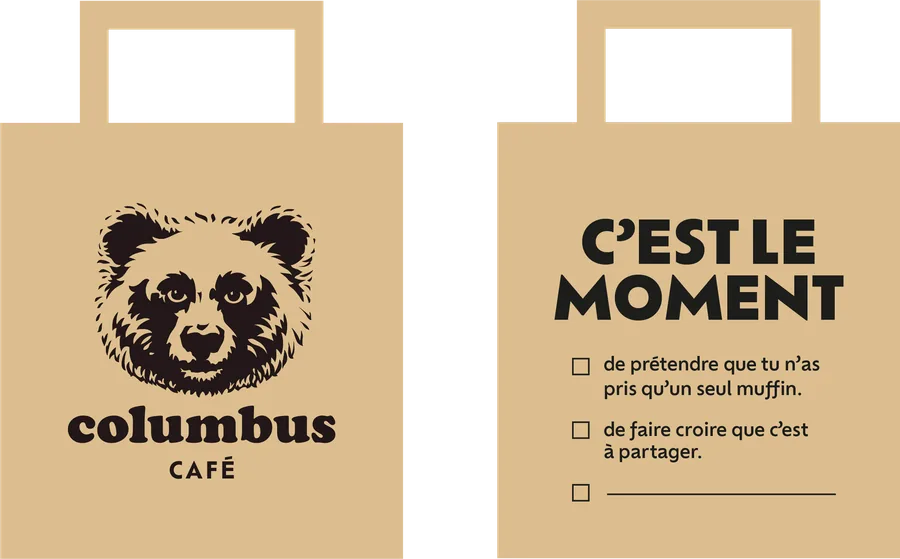 columbus
CAFÉ
C’EST LE
MOMENT
de prétendre que tu n’as
pris qu’un seul muffin.
de faire croire que c’est
à partager.